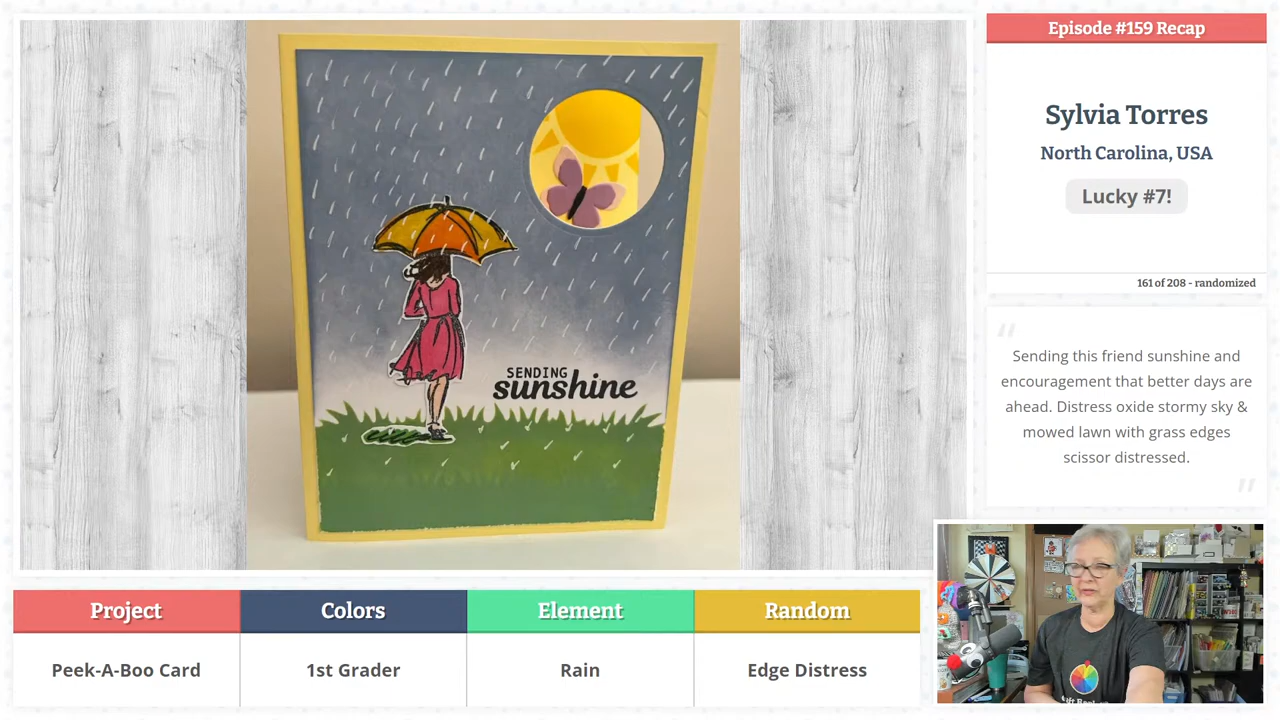 SENDING
sunshine
Episode #159 Recap
Sylvia Torres
North Carolina, USA
Lucky #7!
161 of 208 - randomized
Sending this friend sunshine and
encouragement that better days are
ahead. Distress oxide stormy sky &
mowed lawn with grass edges
scissor distressed.
Project
Colors
Element
Random
Peek-A-Boo Card
1st Grader
Rain
Edge Distress